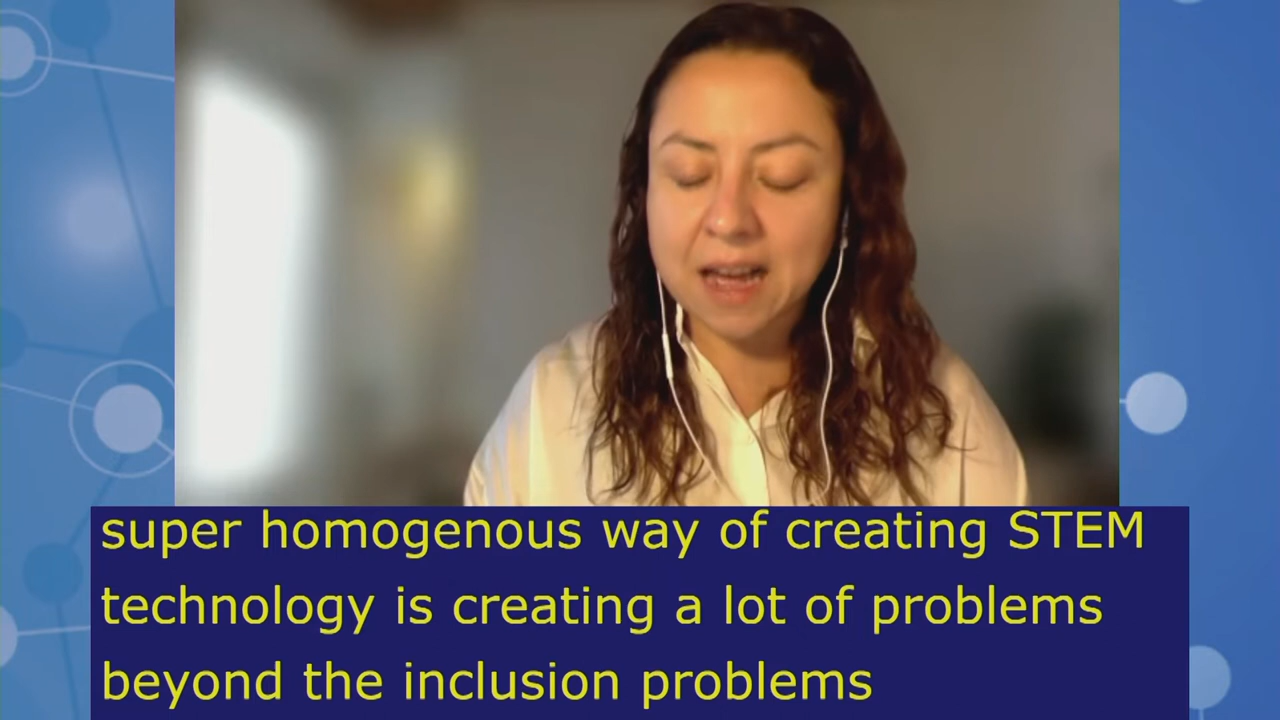 super homogenous way of creating STEM
technology is creating a lot of problems
beyond the inclusion problems